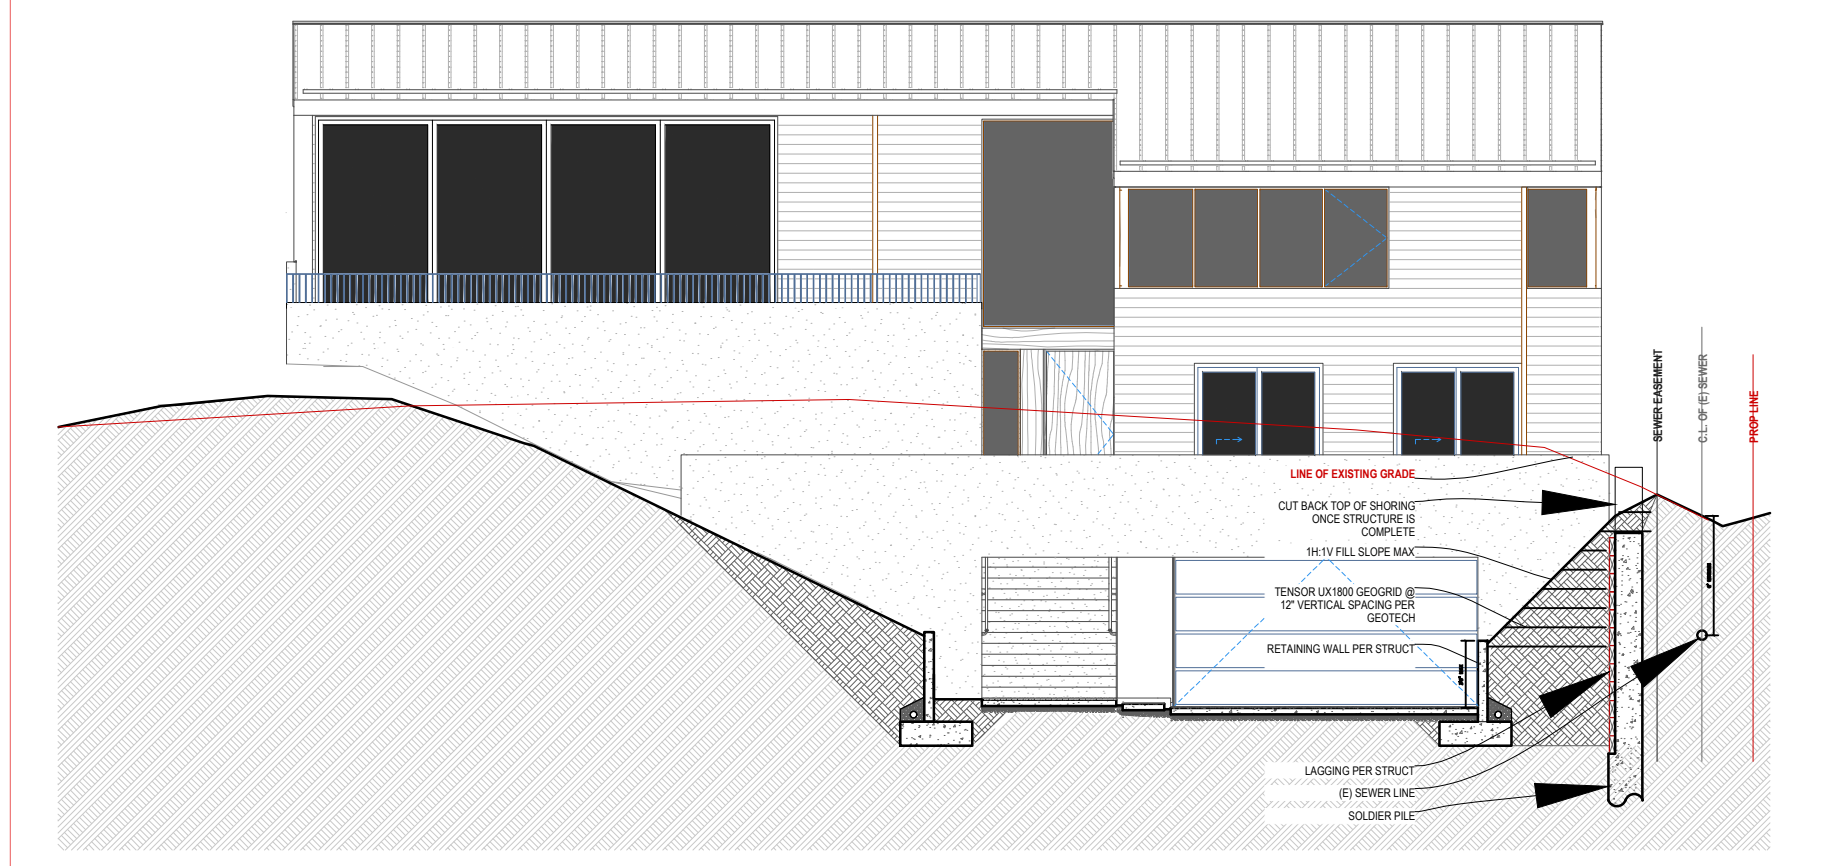 SEWER EASEMENT
C.L. OF (E) SEWER
PROP LINE
LINE OF EXISTING GRADE
CUT BACK TOP OF SHORING
ONCE STRUCTURE IS
COMPLETE
1H:1V FILL SLOPE MAX
TENSOR UX1800 GEOGRID @
12" VERTICAL SPACING PER
GEOTECH
RETAINING WALL PER STRUCT
LAGGING PER STRUCT
(E) SEWER LINE
SOLDIER PILE